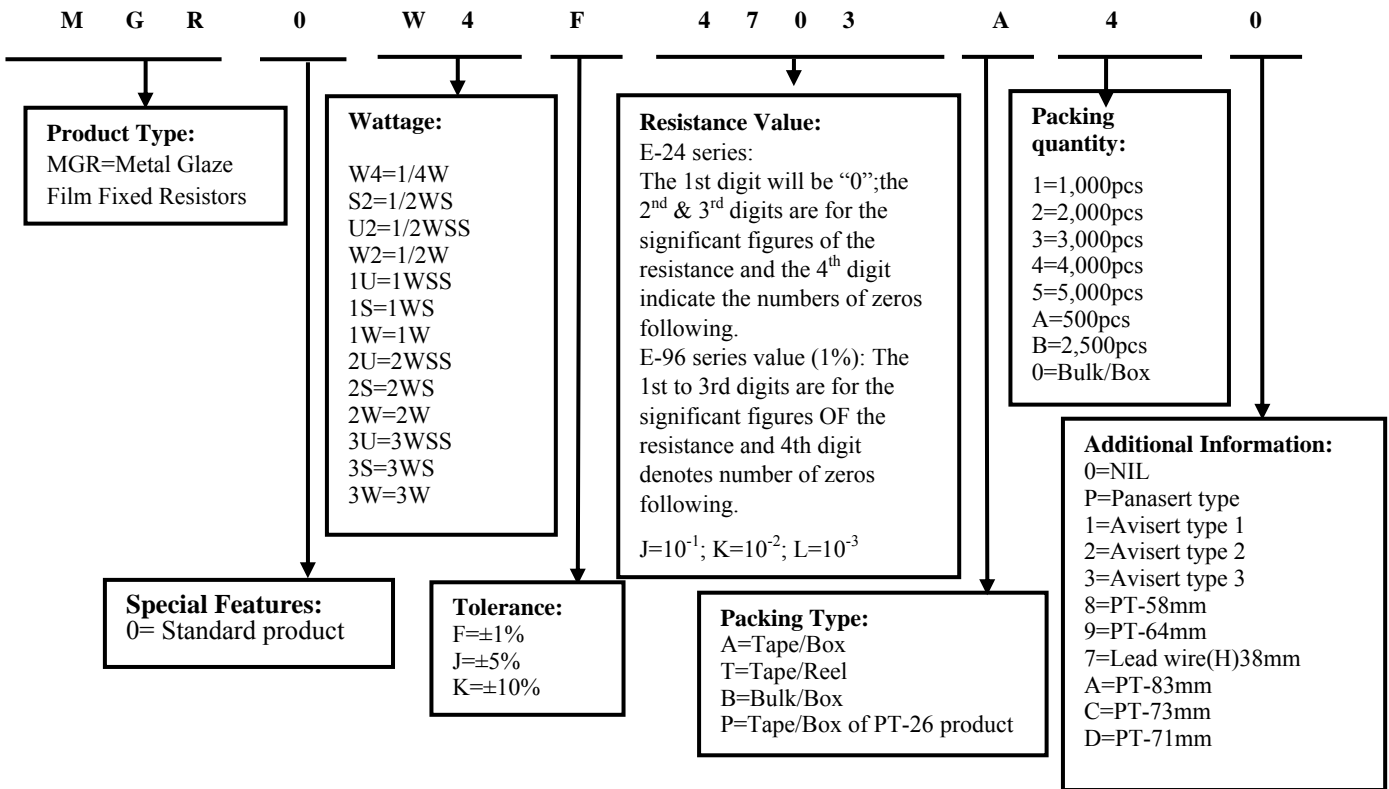 M G R 0 W 4 F 4 7 0 3 A 4 0
Product Type:
MGR=Metal Glaze
Film Fixed Resistors
Wattage:
W4=1/4W
S2=1/2WS
U2=1/2WSS
W2=1/2W
1U=1WSS
1S=1WS
1W=1W
2U=2WSS
2S=2WS
2W=2W
3U=3WSS
3S=3WS
3W=3W
Resistance Value:
E-24 series:
The 1st digit will be “0”;the
2nd & 3rd digits are for the
significant figures of the
resistance and the 4th digit
indicate the numbers of zeros
following.
E-96 series value (1%): The
1st to 3rd digits are for the
significant figures OF the
resistance and 4th digit
denotes number of zeros
following.
J=10-1; K=10-2; L=10-3
Packing
quantity:
1=1,000pcs
2=2,000pcs
3=3,000pcs
4=4,000pcs
5=5,000pcs
A=500pcs
B=2,500pcs
0=Bulk/Box
Special Features:
0= Standard product
Tolerance:
F=±1%
J=±5%
K=±10%
Packing Type:
A=Tape/Box
T=Tape/Reel
B=Bulk/Box
P=Tape/Box of PT-26 product
Additional Information:
0=NIL
P=Panasert type
1=Avisert type 1
2=Avisert type 2
3=Avisert type 3
8=PT-58mm
9=PT-64mm
7=Lead wire(H)38mm
A=PT-83mm
C=PT-73mm
D=PT-71mm